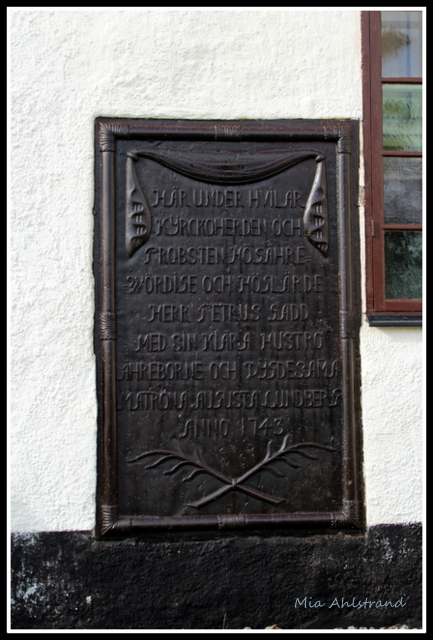 HÄR UNDER HVILAR
KYRCKOHERDEN OCH
PROBSTEN HÖGÄHRE-
WÖRDIGE OCH HÖGLÄRDE
HERR PETRUS GADD
MED SIN KIÄRA HUSTRO
ÄHREBORNE OCH DYGDESAMA
MATRONA AUGUSTA LUNDBERG
ANNO 1743
Mia Ahlstrand